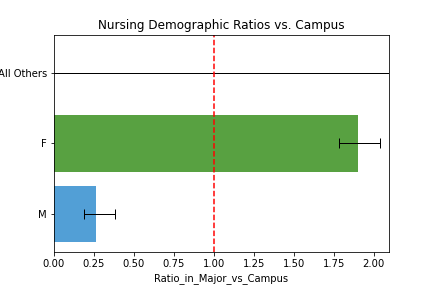 Nursing Demographic Ratios vs. Campus
All Others
F
M
0.00 0.25 0.50 0.75 1.00 1.25 1.50 1.75 2.00
Ratio_in_Major_vs_Campus